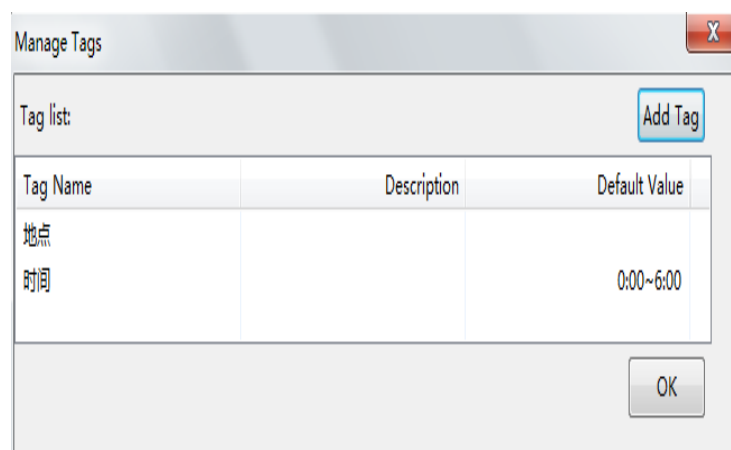 Manage Tags
X
Tag list: Add Tag
Tag Name Description Default Value
地点
时间 0:00~6:00
OK